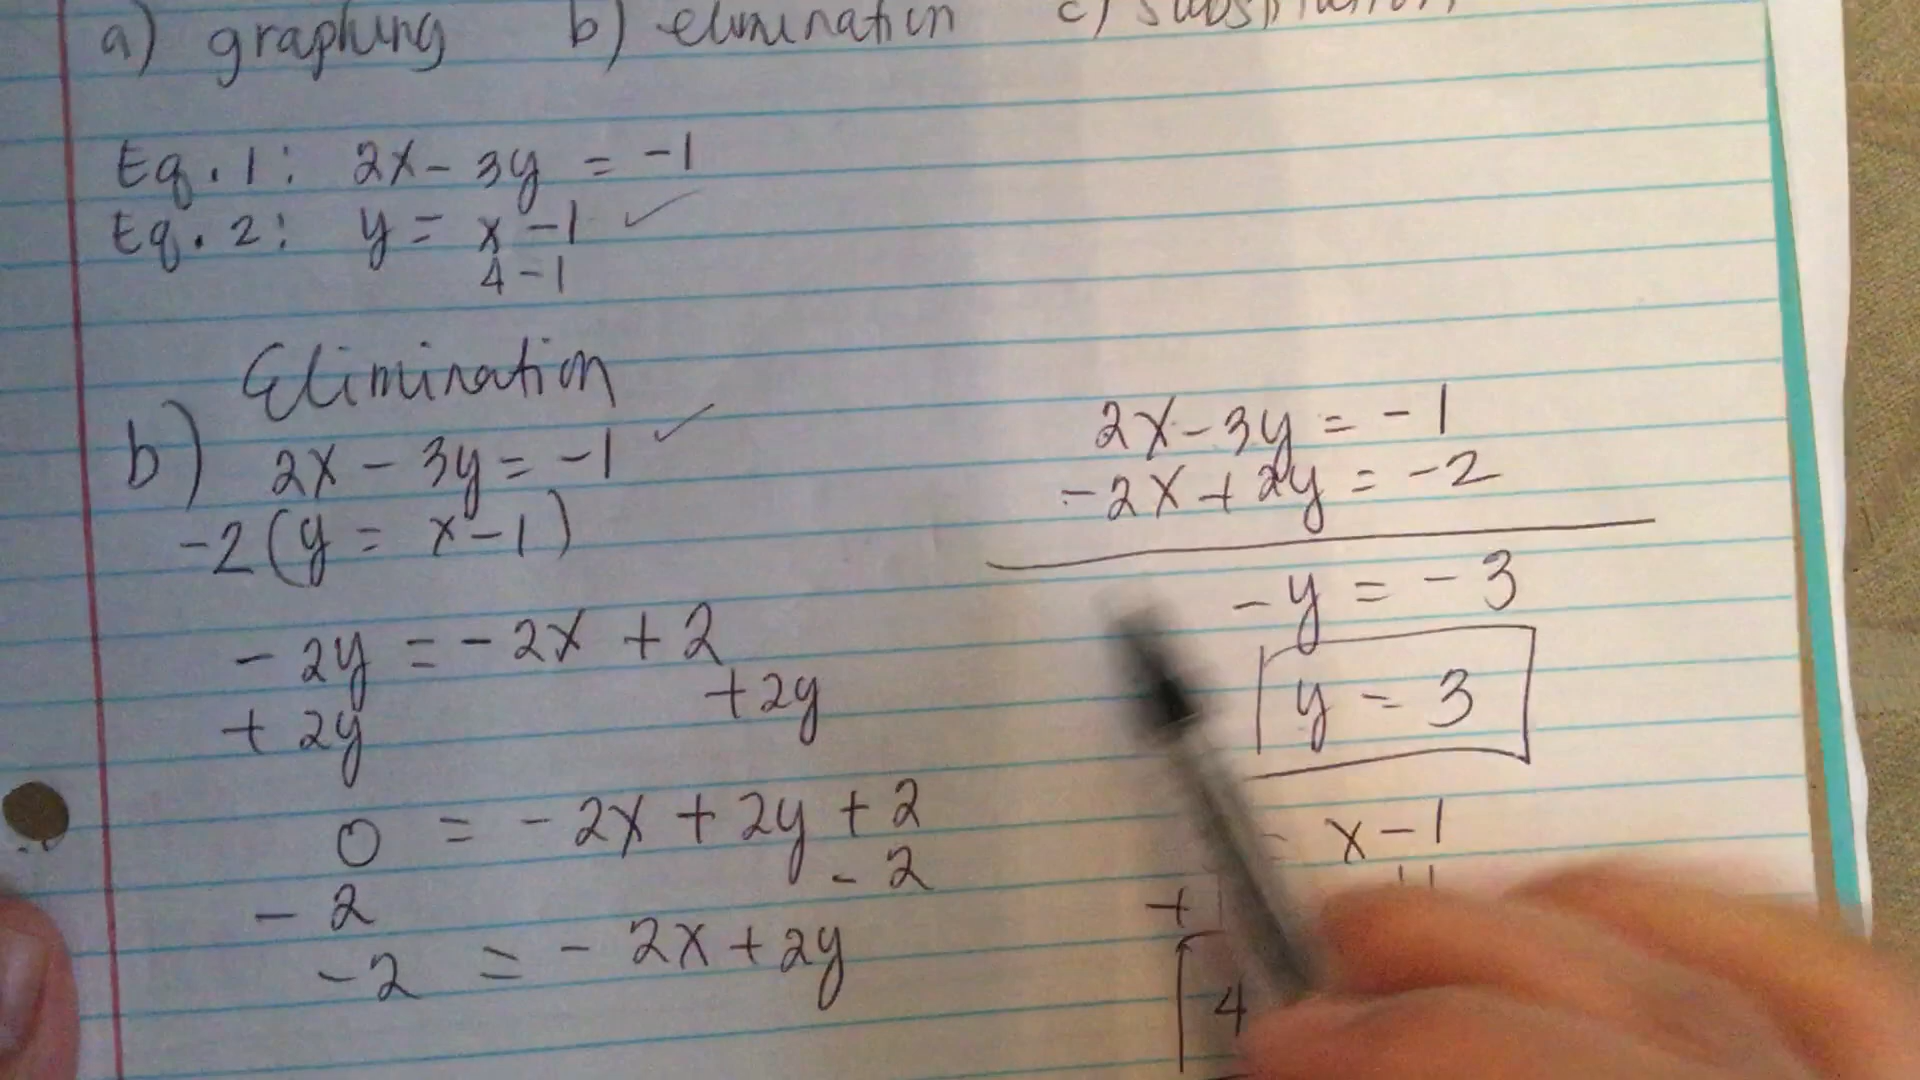 a) graphing b) elimination c) substitution
Eq. 1: 2x - 3y = -1
Eq. 2: y = x - 1 ✓
4 - 1
Elimination
b) 2x - 3y = -1 ✓
-2(y = x - 1)
- 2y = - 2x + 2
+ 2y + 2y
0 = - 2x + 2y + 2
- 2 - 2
-2 = - 2x + 2y
2x - 3y = - 1
- 2x + 2y = - 2
- y = - 3
y = 3
x - 1
+
4